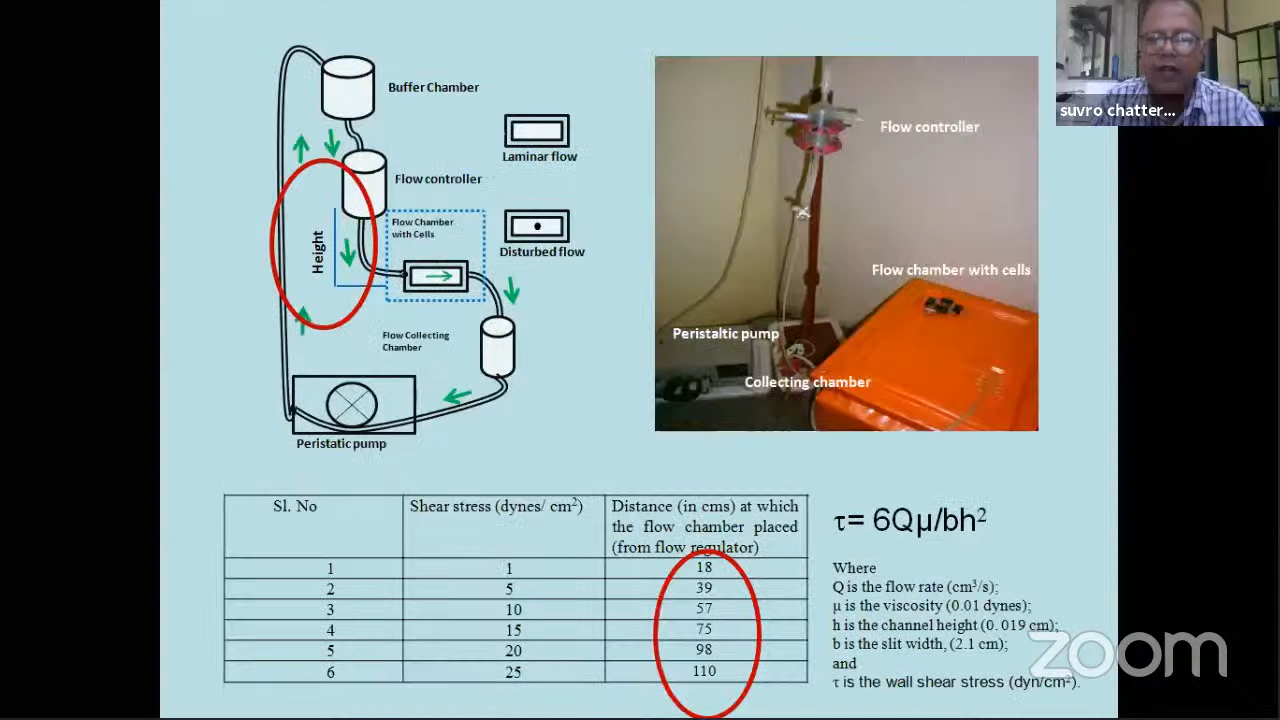 Buffer Chamber
Laminar flow
Flow controller
Flow Chamber
with Cells
Height
Disturbed flow
Flow Collecting
Chamber
Peristatic pump
Flow controller
Flow chamber with cells
Peristaltic pump
Collecting chamber
suvro chatter...
Sl. No Shear stress (dynes/ cm²) Distance (in cms) at which
the flow chamber placed
(from flow regulator)
1 1 18
2 5 39
3 10 57
4 15 75
5 20 98
6 25 110
τ= 6Qμ/bh²
Where
Q is the flow rate (cm³/s);
μ is the viscosity (0.01 dynes);
h is the channel height (0. 019 cm);
b is the slit width, (2.1 cm);
and
τ is the wall shear stress (dyn/cm²).
zoom